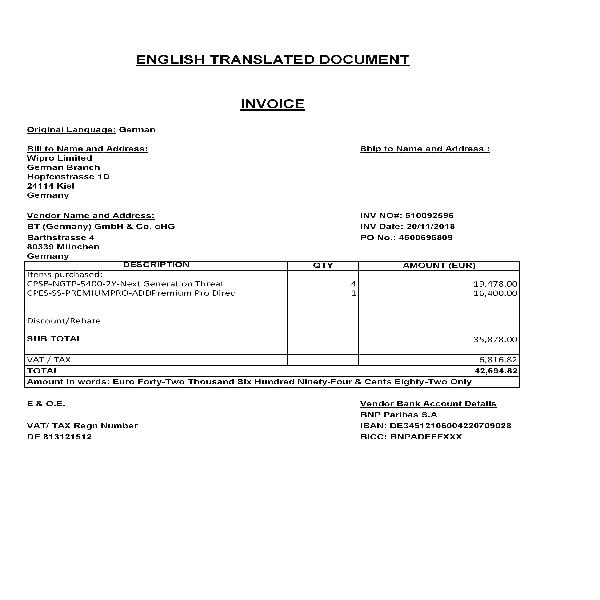 ENGLISH TRANSLATED DOCUMENT
INVOICE
Original Language: German
Bill to Name and Address: Ship to Name and Address :
Wipro Limited
German Branch
Hopfenstrasse 1D
24114 Kiel
Germany
Vendor Name and Address: INV NO#: 510092596
BT (Germany) GmbH & Co. oHG INV Date: 20/11/2018
Barthstrasse 4 PO No.: 4600696809
80339 München
Germany
DESCRIPTION QTY AMOUNT (EUR)
Items purchased:
CPSB-NGTP-5400-2Y-Next Generation Threat 4 19,478.00
CPES-SS-PREMIUMPRO-ADDPremium Pro Direc 1 16,400.00
Discount/Rebate
SUB TOTAL 35,878.00
VAT / TAX 6,816.82
TOTAL 42,694.82
Amount in words: Euro Forty-Two Thousand Six Hundred Ninety-Four & Cents Eighty-Two Only
E & O.E. Vendor Bank Account Details
BNP Paribas S.A
VAT/ TAX Regn Number IBAN: DE34512106004220709028
DE 813121512 BICC: BNPADEFFXXX